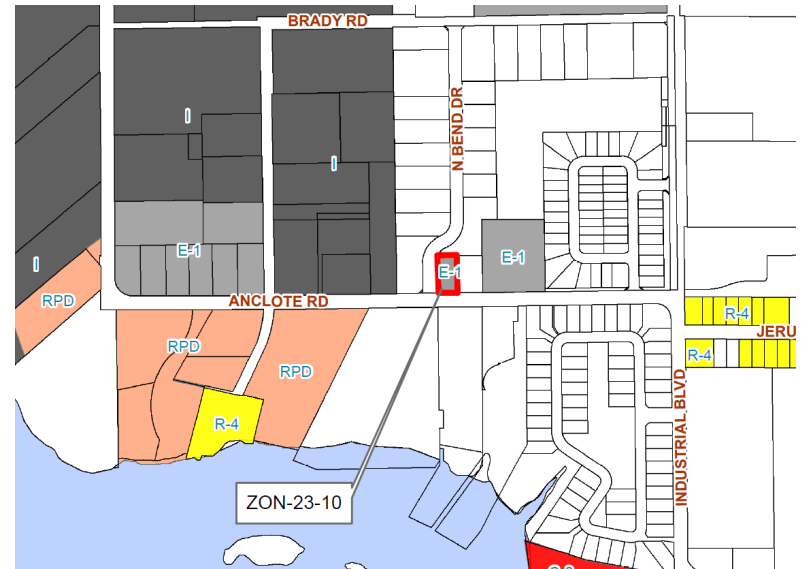 BRADY RD
N BEND DR
I
I
E-1
E-1
E-1
I
RPD
ANCLOTE RD
R-4
JERU
RPD
RPD
R-4
R-4
INDUSTRIAL BLVD
ZON-23-10